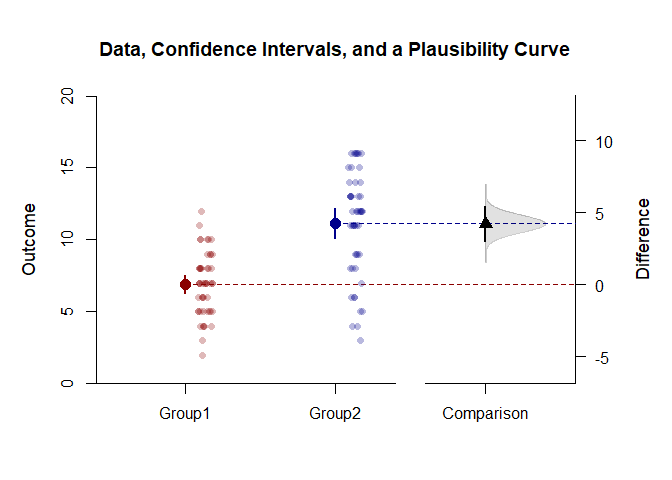 Data, Confidence Intervals, and a Plausibility Curve
Outcome
20
15
10
5
0
Group1
Group2
Comparison
10
5
0
-5
Difference